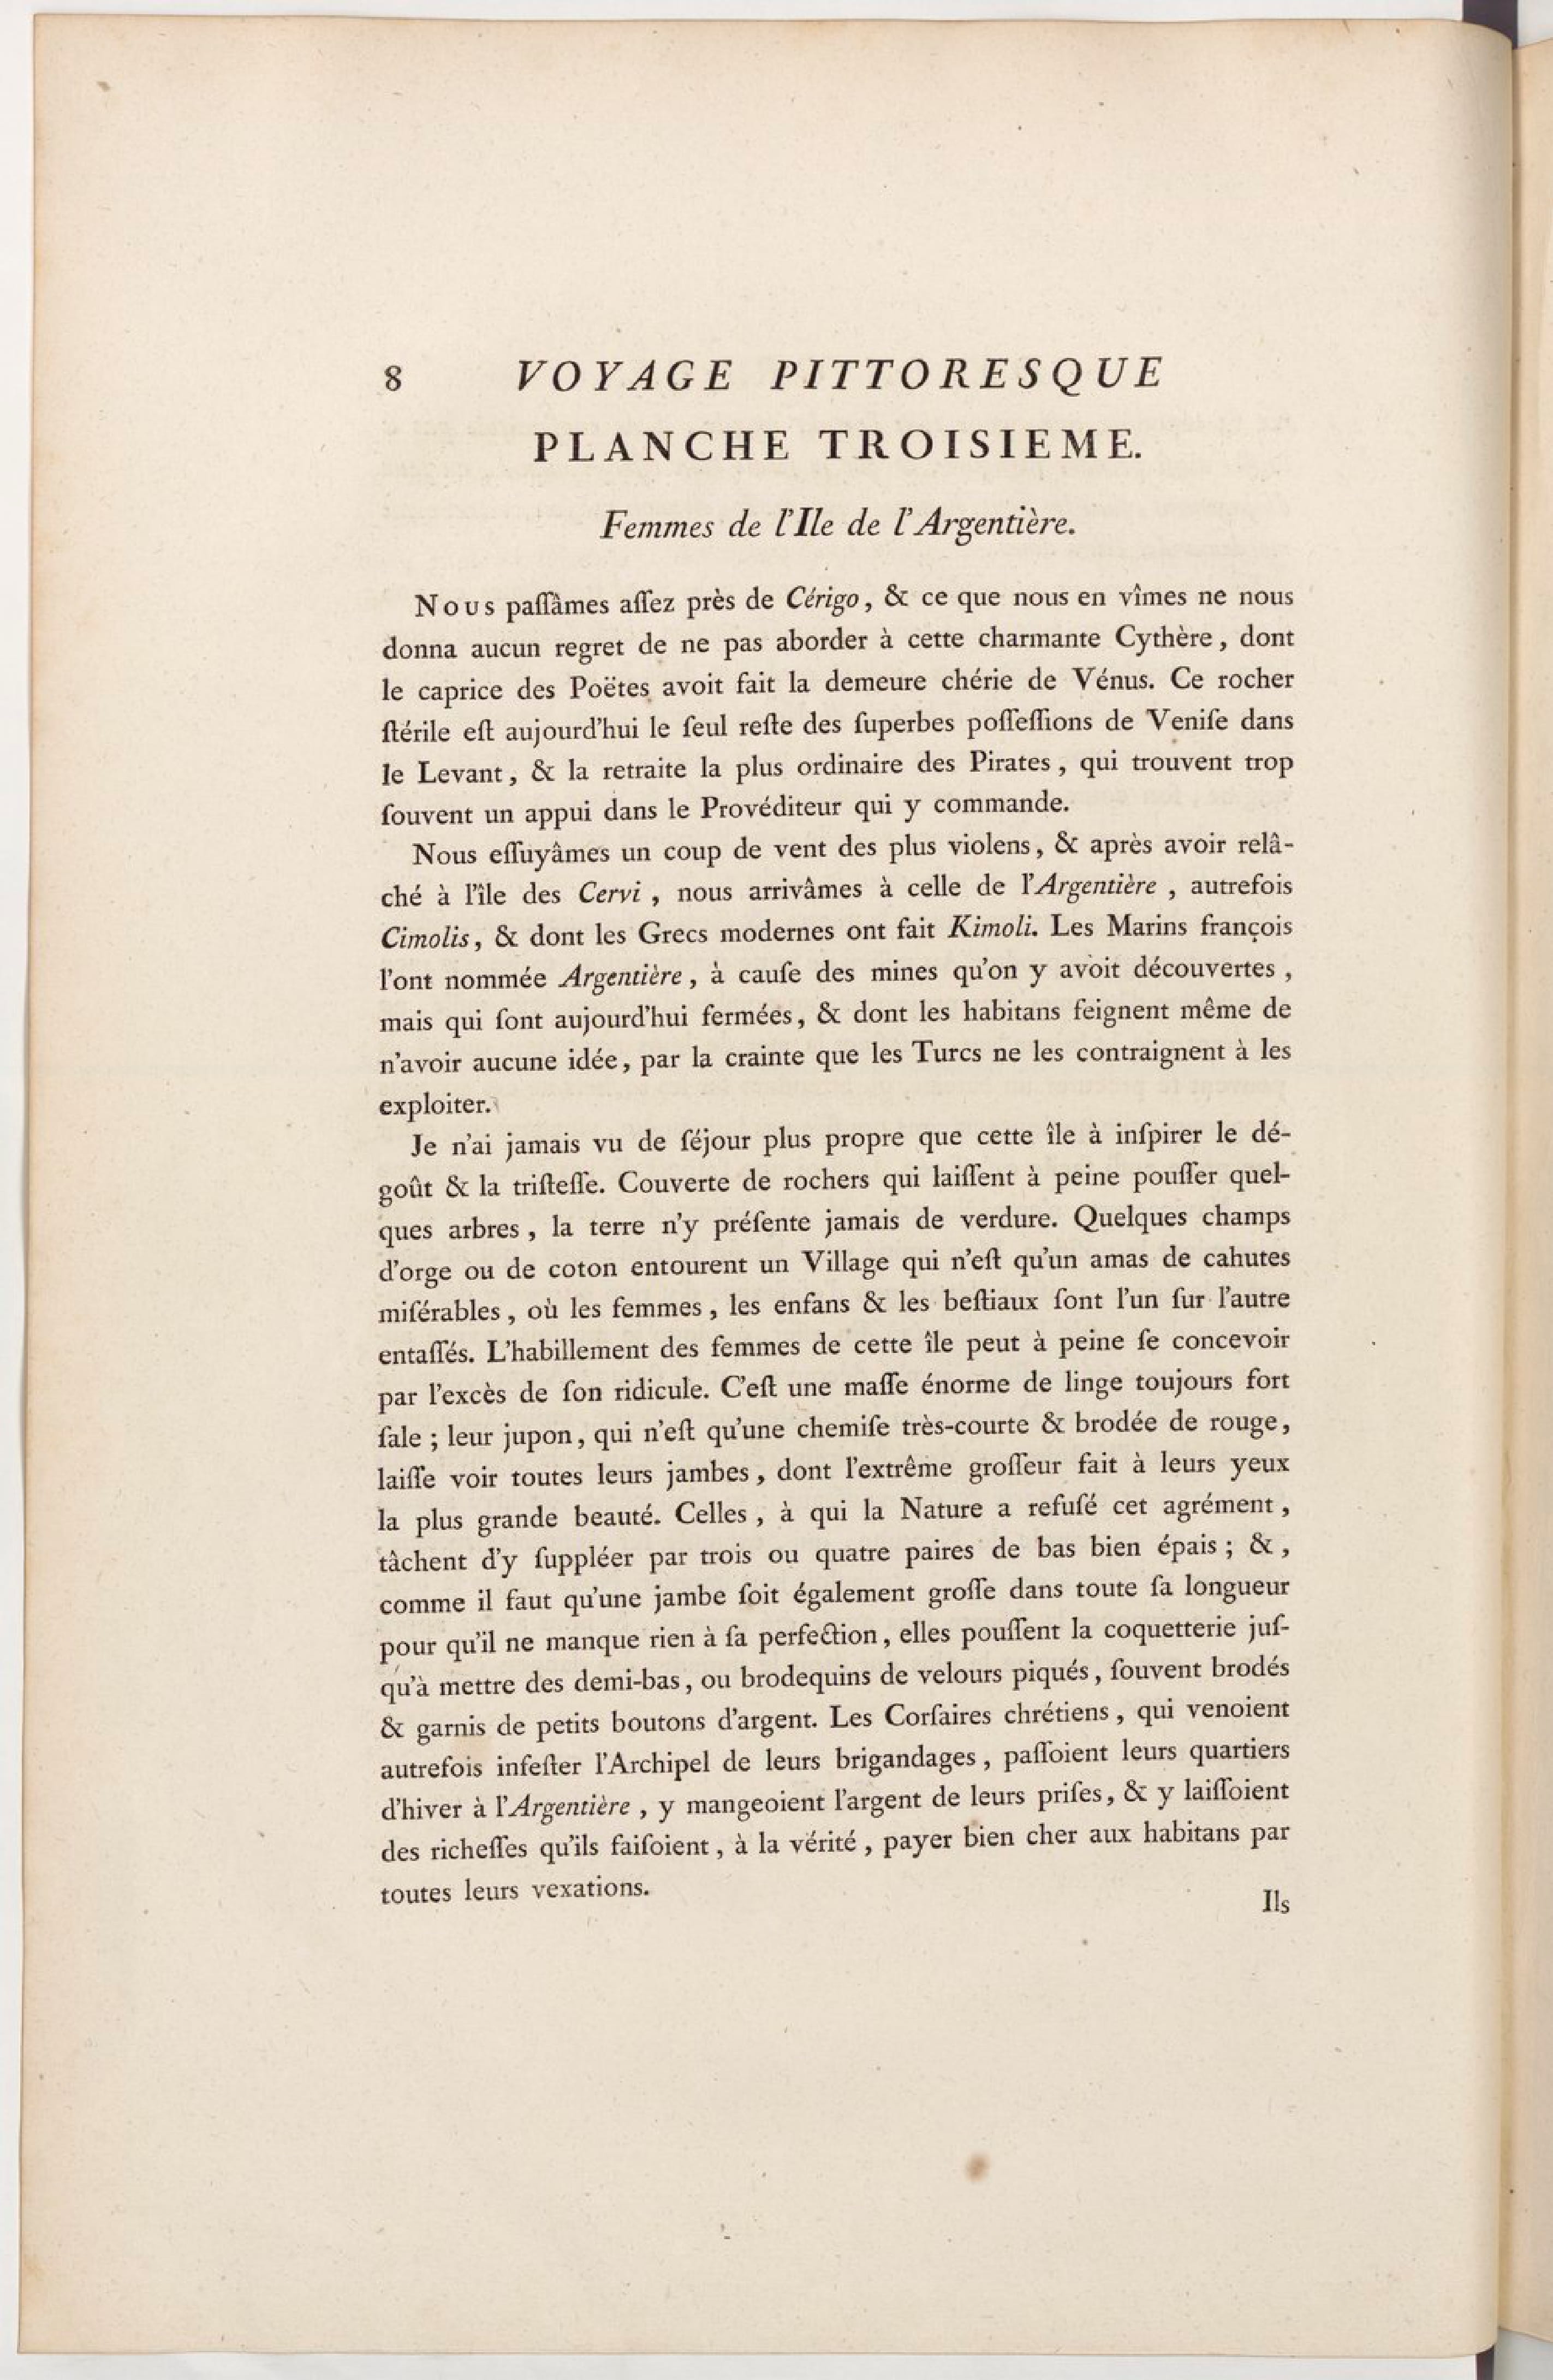 8 VOYAGE PITTORESQUE
PLANCHE TROISIEME.
Femmes de l'Ile de l'Argentière.
Nous paſſâmes aſſez près de Cérigo, & ce que nous en vîmes ne nous
donna aucun regret de ne pas aborder à cette charmante Cythère, dont
le caprice des Poëtes avoit fait la demeure chérie de Vénus. Ce rocher
ſtérile eſt aujourd'hui le ſeul reſte des ſuperbes poſſeſſions de Veniſe dans
le Levant, & la retraite la plus ordinaire des Pirates, qui trouvent trop
ſouvent un appui dans le Provéditeur qui y commande.
Nous eſſuyâmes un coup de vent des plus violens, & après avoir relâ-
ché à l'île des Cervi, nous arrivâmes à celle de l'Argentière, autrefois
Cimolis, & dont les Grecs modernes ont fait Kimoli. Les Marins françois
l'ont nommée Argentière, à cauſe des mines qu'on y avoit découvertes,
mais qui ſont aujourd'hui fermées, & dont les habitans feignent même de
n'avoir aucune idée, par la crainte que les Turcs ne les contraignent à les
exploiter.
Je n'ai jamais vu de ſéjour plus propre que cette île à inſpirer le dé-
goût & la triſteſſe. Couverte de rochers qui laiſſent à peine pouſſer quel-
ques arbres, la terre n'y préſente jamais de verdure. Quelques champs
d'orge ou de coton entourent un Village qui n'eſt qu'un amas de cahutes
miſérables, où les femmes, les enfans & les beſtiaux ſont l'un ſur l'autre
entaſſés. L'habillement des femmes de cette île peut à peine ſe concevoir
par l'excès de ſon ridicule. C'eſt une maſſe énorme de linge toujours fort
ſale; leur jupon, qui n'eſt qu'une chemiſe très-courte & brodée de rouge,
laiſſe voir toutes leurs jambes, dont l'extrême groſſeur fait à leurs yeux
la plus grande beauté. Celles, à qui la Nature a refuſé cet agrément,
tâchent d'y ſuppléer par trois ou quatre paires de bas bien épais; &,
comme il faut qu'une jambe ſoit également groſſe dans toute ſa longueur
pour qu'il ne manque rien à ſa perfection, elles pouſſent la coquetterie juſ-
qu'à mettre des demi-bas, ou brodequins de velours piqués, ſouvent brodés
& garnis de petits boutons d'argent. Les Corſaires chrétiens, qui venoient
autrefois infeſter l'Archipel de leurs brigandages, paſſoient leurs quartiers
d'hiver à l'Argentière, y mangeoient l'argent de leurs priſes, & y laiſſoient
des richeſſes qu'ils faiſoient, à la vérité, payer bien cher aux habitans par
toutes leurs vexations.
Ils